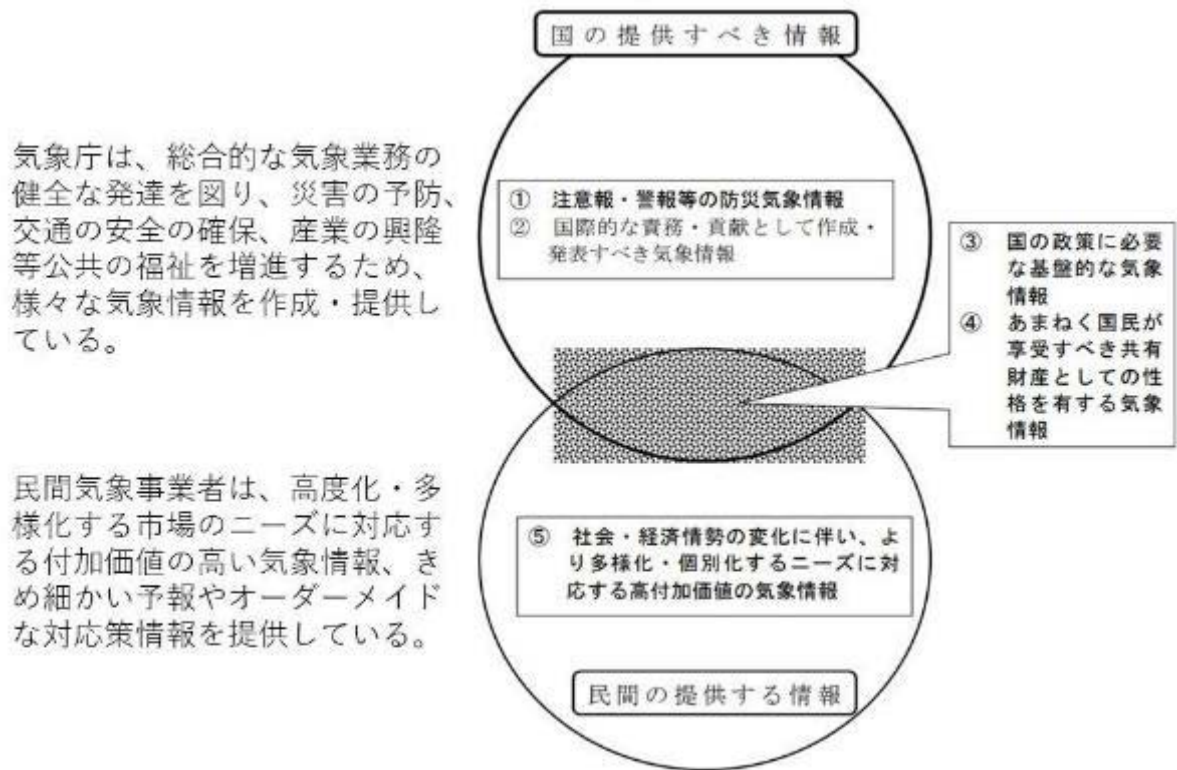 国の提供すべき情報
気象庁は、総合的な気象業務の
健全な発達を図り、災害の予防、
交通の安全の確保、産業の興隆
等公共の福祉を増進するため、
様々な気象情報を作成・提供し
ている。
① 注意報・警報等の防災気象情報
② 国際的な責務・貢献として作成・
発表すべき気象情報
③ 国の政策に必要
な基盤的な気象
情報
④ あまねく国民が
享受すべき共有
財産としての性
格を有する気象
情報
民間気象事業者は、高度化・多
様化する市場のニーズに対応す
る付加価値の高い気象情報、き
め細かい予報やオーダーメイド
な対応策情報を提供している。
⑤ 社会・経済情勢の変化に伴い、よ
り多様化・個別化するニーズに対
応する高付加価値の気象情報
民間の提供する情報